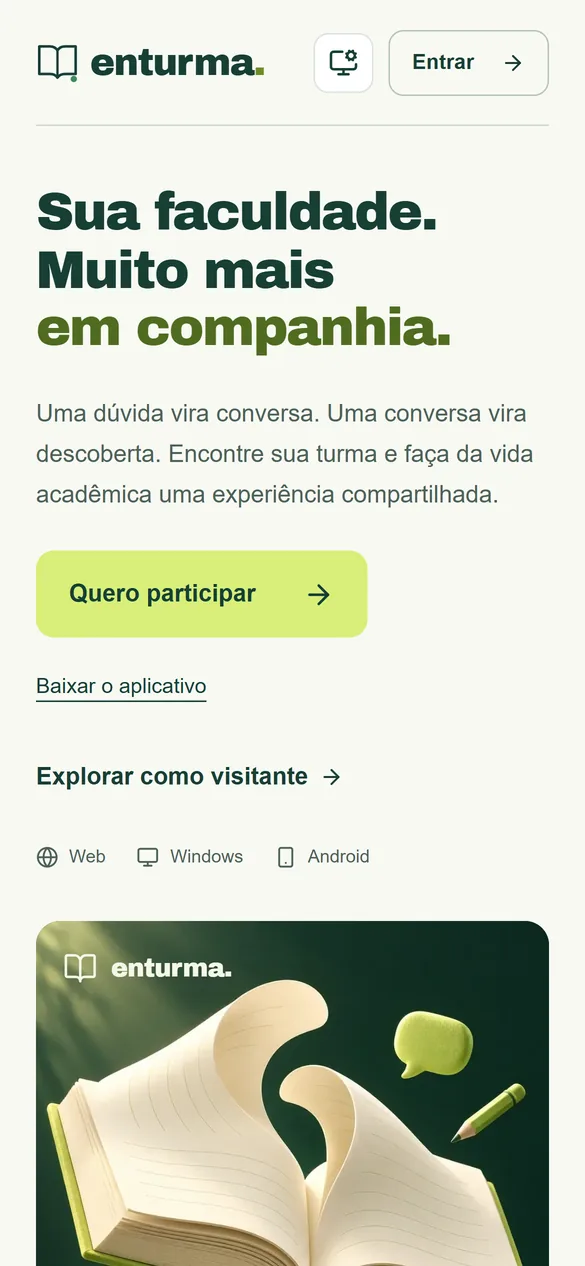 enturma.
Entrar
Sua faculdade.
Muito mais
em companhia.
Uma dúvida vira conversa. Uma conversa vira
descoberta. Encontre sua turma e faça da vida
acadêmica uma experiência compartilhada.
Quero participar
Baixar o aplicativo
Explorar como visitante
Web
Windows
Android
enturma.